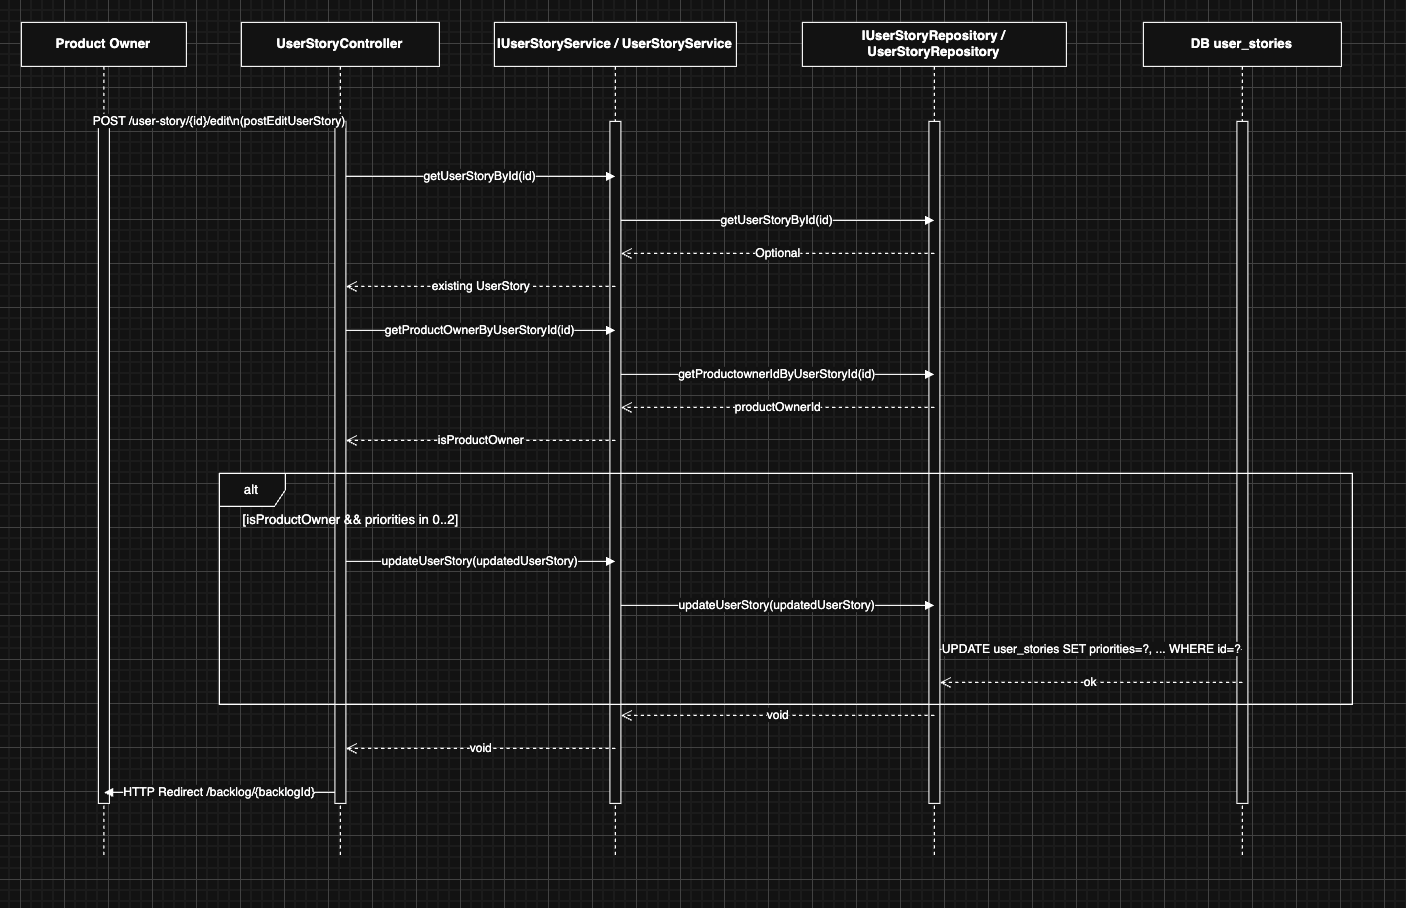 Product Owner
UserStoryController
IUserStoryService / UserStoryService
IUserStoryRepository /
UserStoryRepository
DB user_stories
POST /user-story/{id}/edit\n(postEditUserStory)
getUserStoryById(id)
getUserStoryById(id)
Optional
existing UserStory
getProductOwnerByUserStoryId(id)
getProductownerIdByUserStoryId(id)
productOwnerId
isProductOwner
alt
[isProductOwner && priorities in 0..2]
updateUserStory(updatedUserStory)
updateUserStory(updatedUserStory)
UPDATE user_stories SET priorities=?, ... WHERE id=?
ok
void
void
HTTP Redirect /backlog/{backlogId}